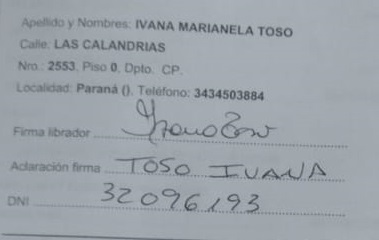 Apellido y Nombres: IVANA MARIANELA TOSO
Calle: LAS CALANDRIAS
Nro.: 2553, Piso 0, Dpto. CP.
Localidad: Paraná (). Teléfono: 3434503884
Firma librador
Aclaración firma TOSO IVANA
DNI 32096193